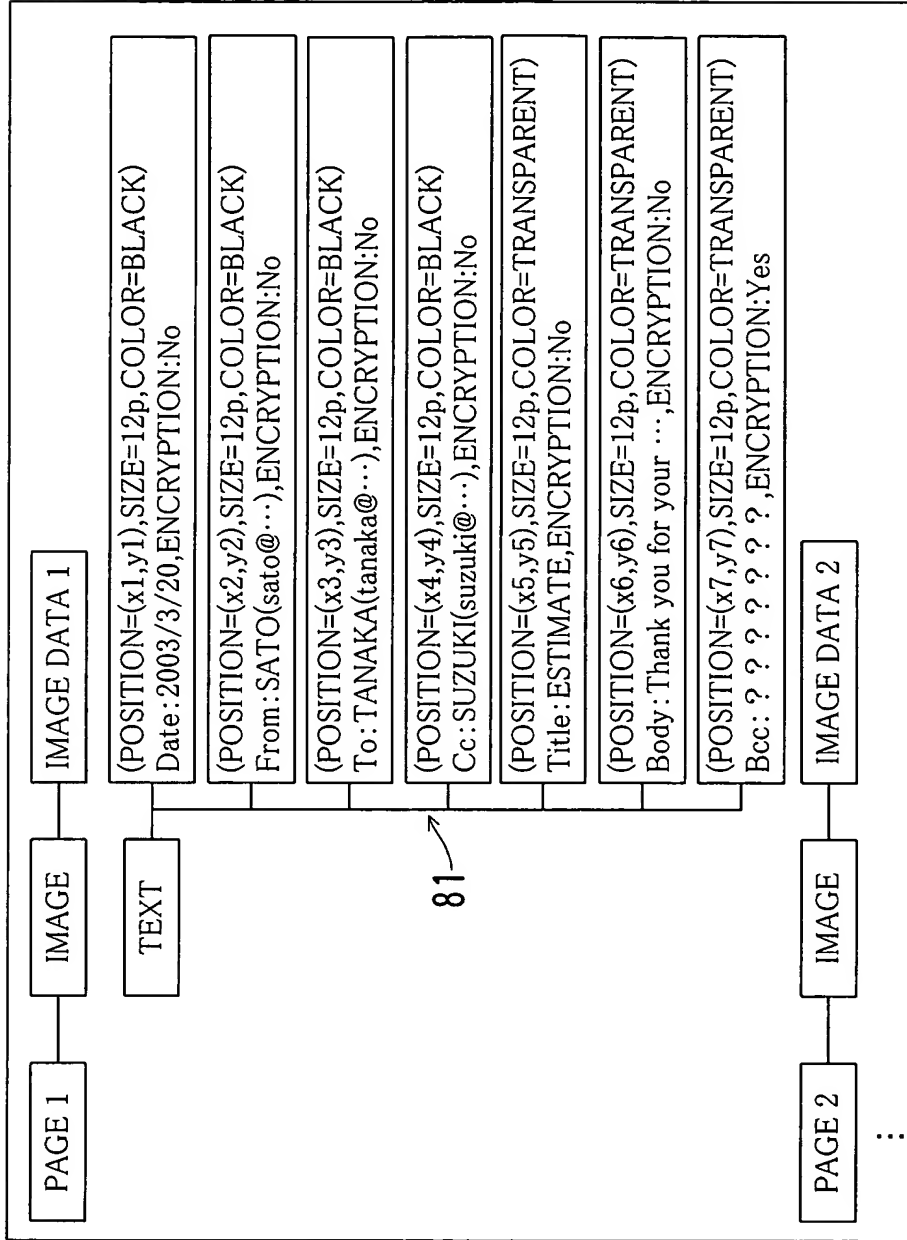 PAGE 1
IMAGE
IMAGE DATA 1
TEXT
(POSITION=(x1,y1),SIZE=12p,COLOR=BLACK)
Date:2003/3/20,ENCRYPTION:No
(POSITION=(x2,y2),SIZE=12p,COLOR=BLACK)
From:SATO(sato@···),ENCRYPTION:No
(POSITION=(x3,y3),SIZE=12p,COLOR=BLACK)
To:TANAKA(tanaka@···),ENCRYPTION:No
(POSITION=(x4,y4),SIZE=12p,COLOR=BLACK)
Cc:SUZUKI(suzuki@···),ENCRYPTION:No
(POSITION=(x5,y5),SIZE=12p,COLOR=TRANSPARENT)
Title:ESTIMATE,ENCRYPTION:No
(POSITION=(x6,y6),SIZE=12p,COLOR=TRANSPARENT)
Body:Thank you for your ···,ENCRYPTION:No
(POSITION=(x7,y7),SIZE=12p,COLOR=TRANSPARENT)
Bcc:? ? ? ? ? ? ? ?,ENCRYPTION:Yes
81
PAGE 2
IMAGE
IMAGE DATA 2
···